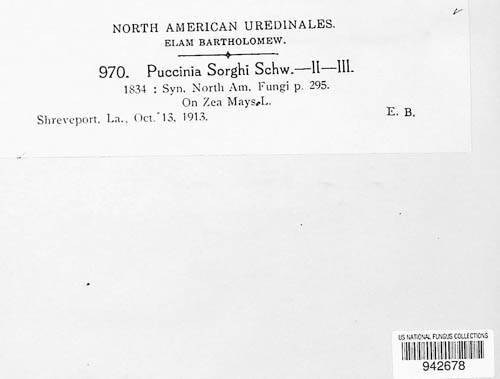 NORTH AMERICAN UREDINALES.
ELAM BARTHOLOMEW.
970. Puccinia Sorghi Schw.—II—III.
1834 : Syn. North Am. Fungi p. 295.
On Zea Mays, L.
Shreveport, La., Oct. 13, 1913. E. B.
US NATIONAL FUNGUS COLLECTIONS
942678